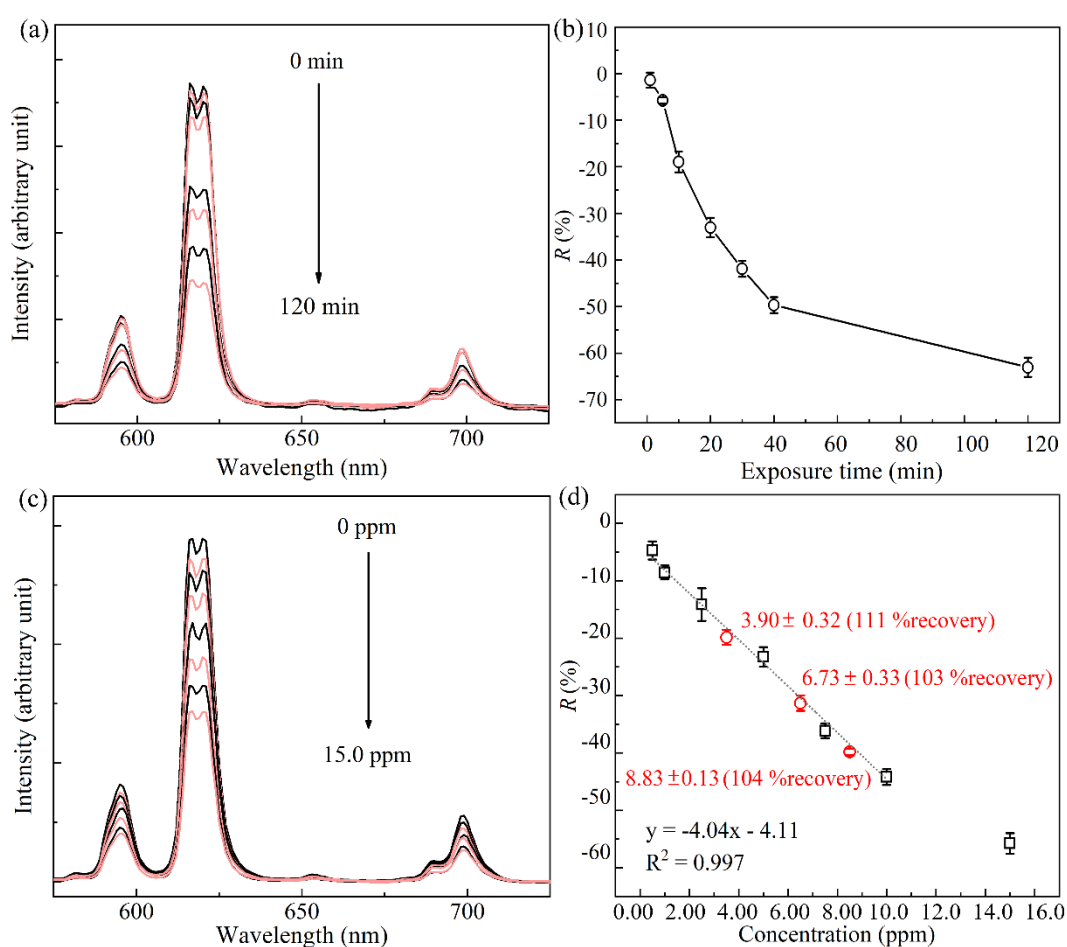 (a)
0 min
120 min
Intensity (arbitrary unit)
600
650
700
Wavelength (nm)
(b)
10
0
-10
-20
-30
-40
-50
-60
-70
R (%)
0
20
40
60
80
100
120
Exposure time (min)
(c)
0 ppm
15.0 ppm
Intensity (arbitrary unit)
600
650
700
Wavelength (nm)
(d)
0
-10
-20
-30
-40
-50
-60
R (%)
3.90 ± 0.32 (111 %recovery)
6.73 ± 0.33 (103 %recovery)
8.83 ±0.13 (104 %recovery)
y = -4.04x - 4.11
R² = 0.997
0.00
2.00
4.00
6.00
8.00
10.0
12.0
14.0
16.0
Concentration (ppm)